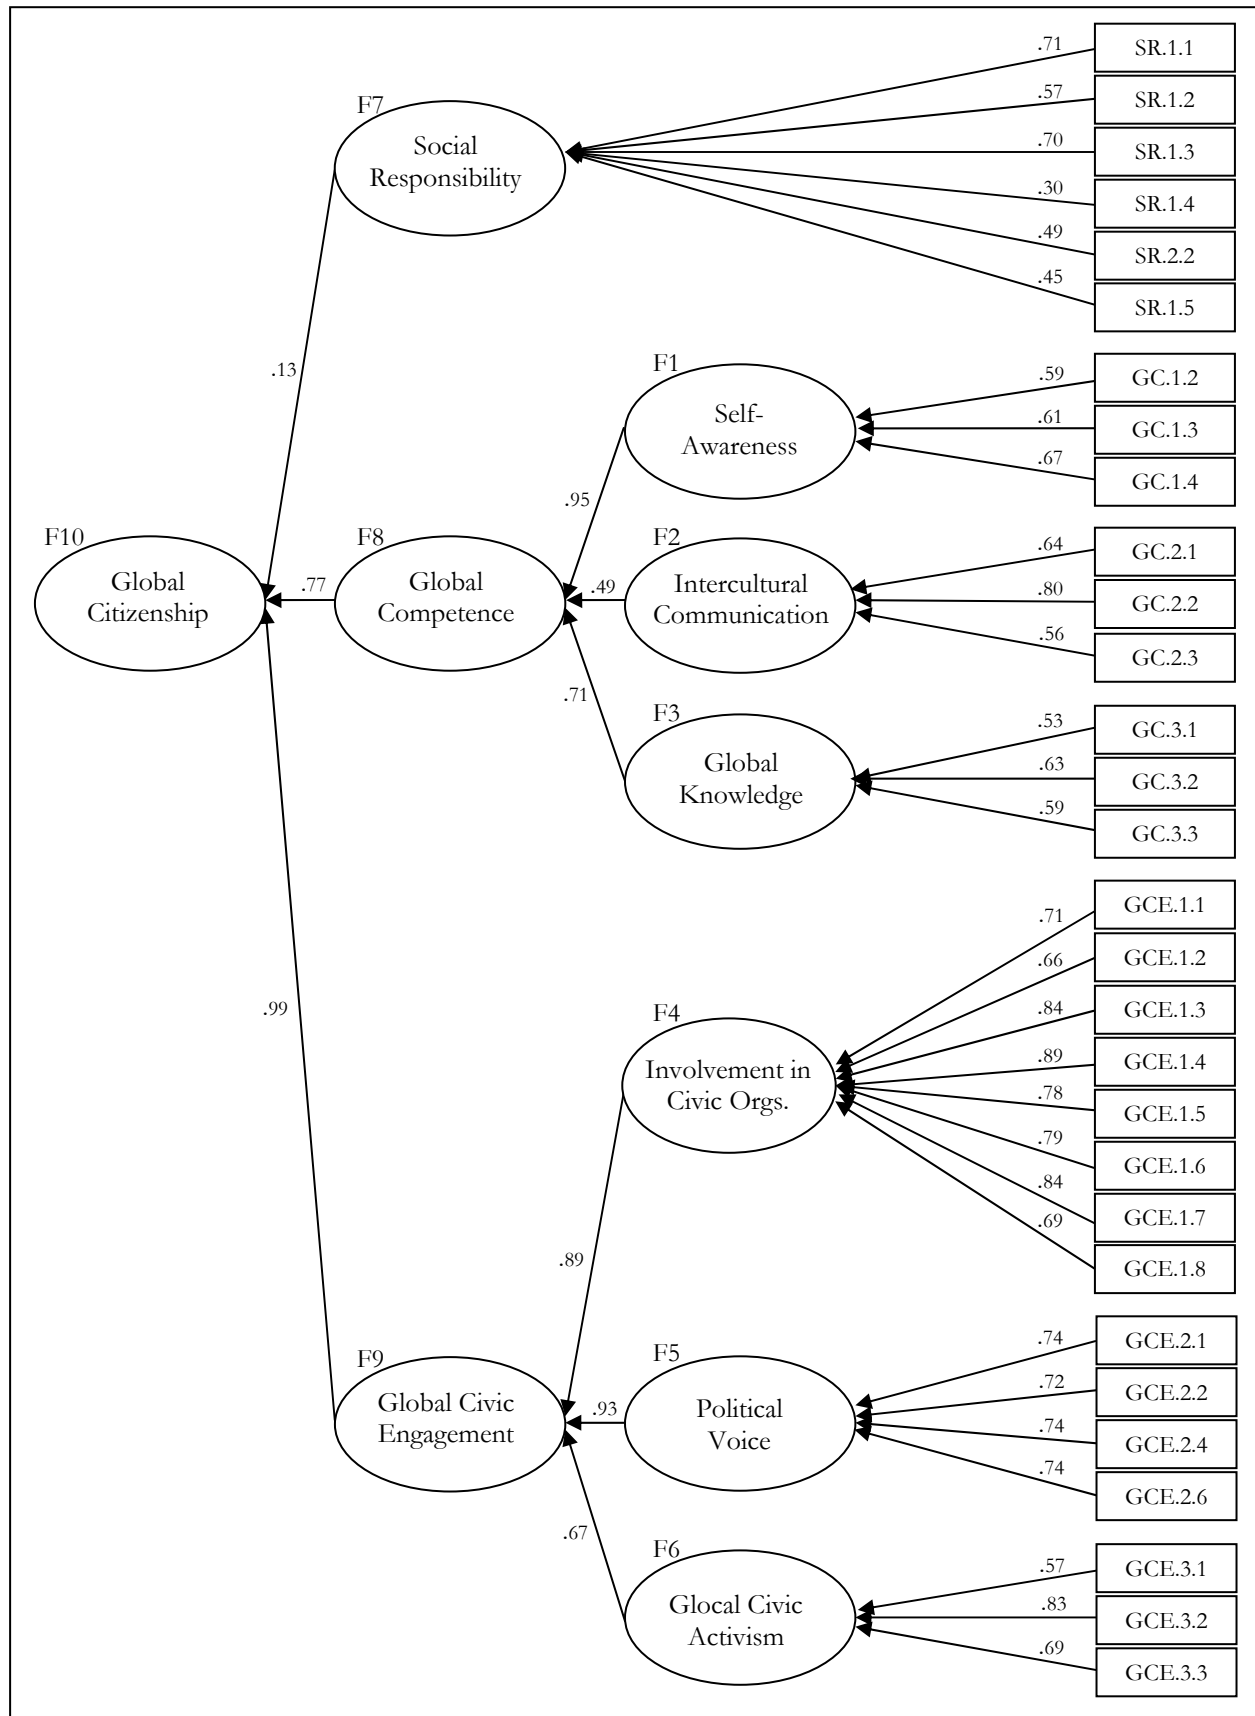 .71
SR.1.1
F7
.57
SR.1.2
Social
Responsibility
.70
SR.1.3
.30
SR.1.4
.49
SR.2.2
.45
SR.1.5
.13
F1
.59
GC.1.2
Self-
Awareness
.61
GC.1.3
.67
GC.1.4
.95
F10
Global
Citizenship
.77
F8
Global
Competence
.49
F2
Intercultural
Communication
.64
GC.2.1
.80
GC.2.2
.56
GC.2.3
.71
F3
Global
Knowledge
.53
GC.3.1
.63
GC.3.2
.59
GC.3.3
.99
F4
Involvement in
Civic Orgs.
.71
GCE.1.1
.66
GCE.1.2
.84
GCE.1.3
.89
GCE.1.4
.78
GCE.1.5
.79
GCE.1.6
.84
GCE.1.7
.69
GCE.1.8
.89
F9
Global Civic
Engagement
.93
F5
Political
Voice
.74
GCE.2.1
.72
GCE.2.2
.74
GCE.2.4
.74
GCE.2.6
.67
F6
Glocal Civic
Activism
.57
GCE.3.1
.83
GCE.3.2
.69
GCE.3.3